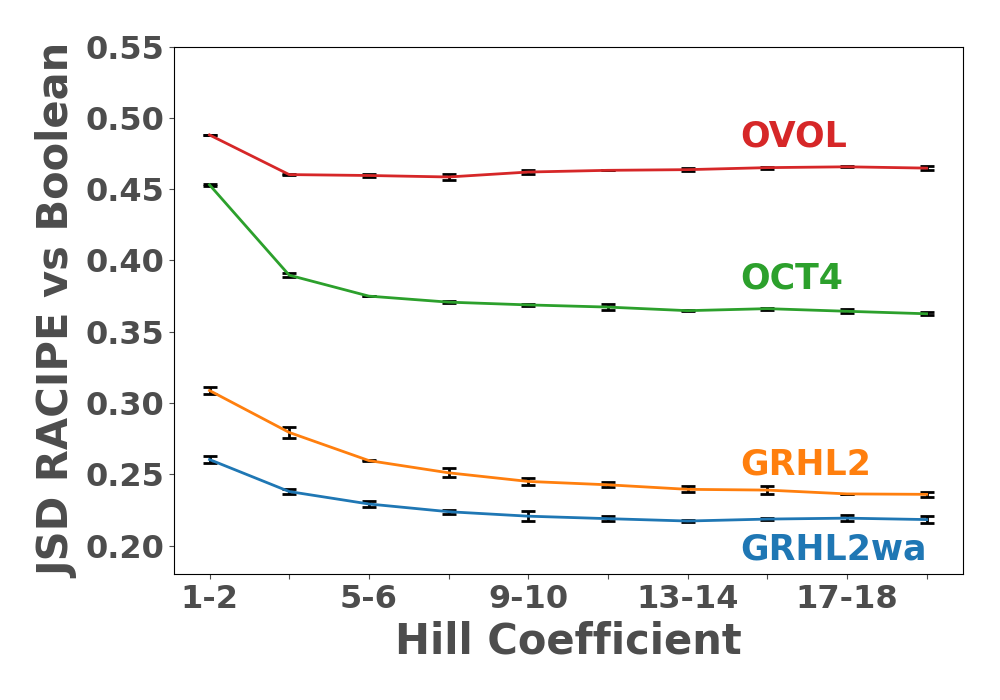 JSD RACIPE vs Boolean
0.55
0.50
0.45
0.40
0.35
0.30
0.25
0.20
OVOL
OCT4
GRHL2
GRHL2wa
1-2 5-6 9-10 13-14 17-18
Hill Coefficient